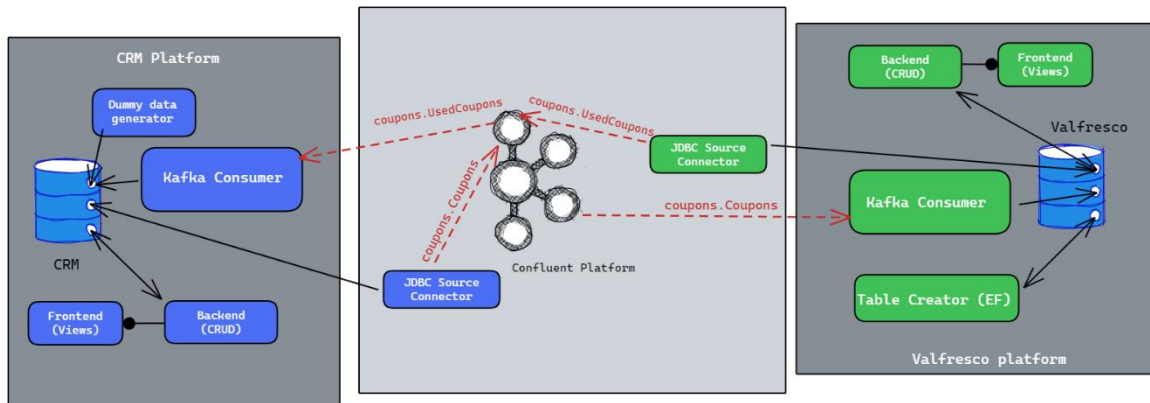 CRM Platform
Dummy data
generator
Kafka Consumer
CRM
Frontend
(Views)
Backend
(CRUD)
coupons.UsedCoupons
coupons.UsedCoupons
coupons.Coupons
JDBC Source
Connector
coupons.Coupons
Confluent Platform
JDBC Source
Connector
Backend
(CRUD)
Frontend
(Views)
Valfresco
Kafka Consumer
Table Creator (EF)
Valfresco platform